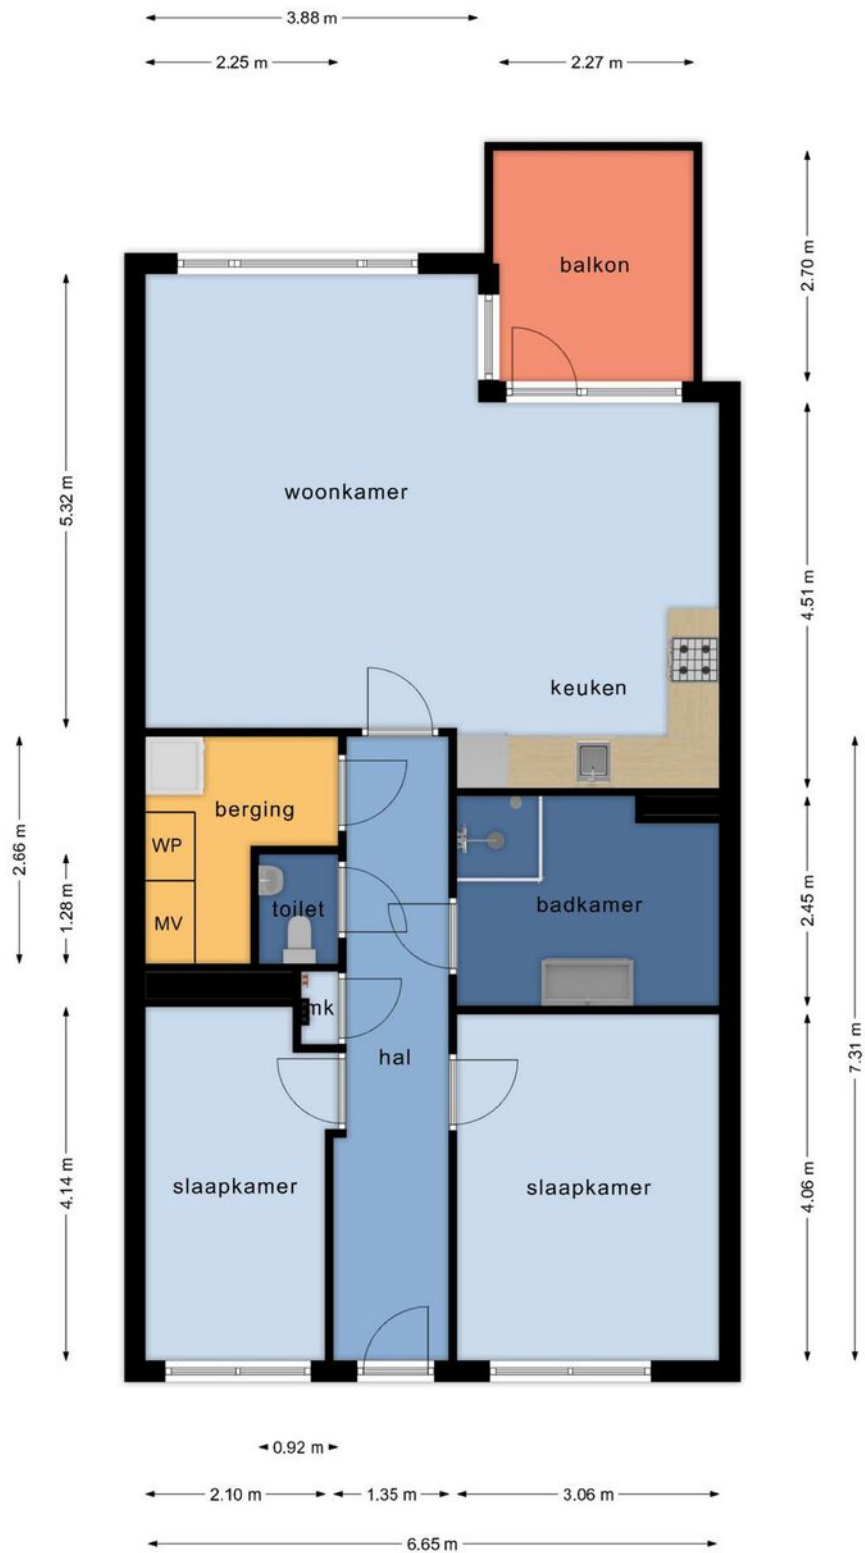 3.88 m
2.25 m
2.27 m
balkon
2.70 m
woonkamer
5.32 m
4.51 m
keuken
berging
WP
2.66 m
1.28 m
MV
toilet
badkamer
2.45 m
mk
hal
7.31 m
slaapkamer
slaapkamer
4.14 m
4.06 m
0.92 m
2.10 m
1.35 m
3.06 m
6.65 m